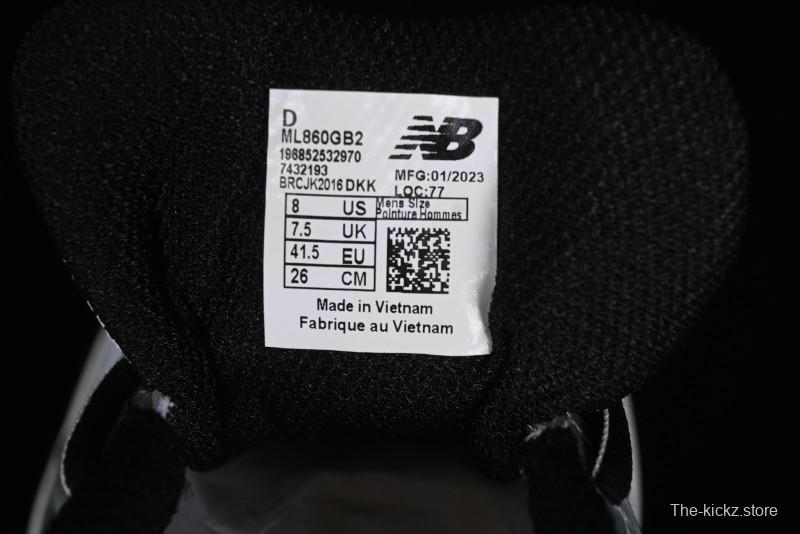 D
ML860GB2
196852532970
7432193
BRCJK2016 DKK
NB
MFG:01/2023
LOC:77
8 US
Mens Size
Pointure Hommes
7.5 UK
41.5 EU
26 CM
Made in Vietnam
Fabrique au Vietnam
The-kickz.store